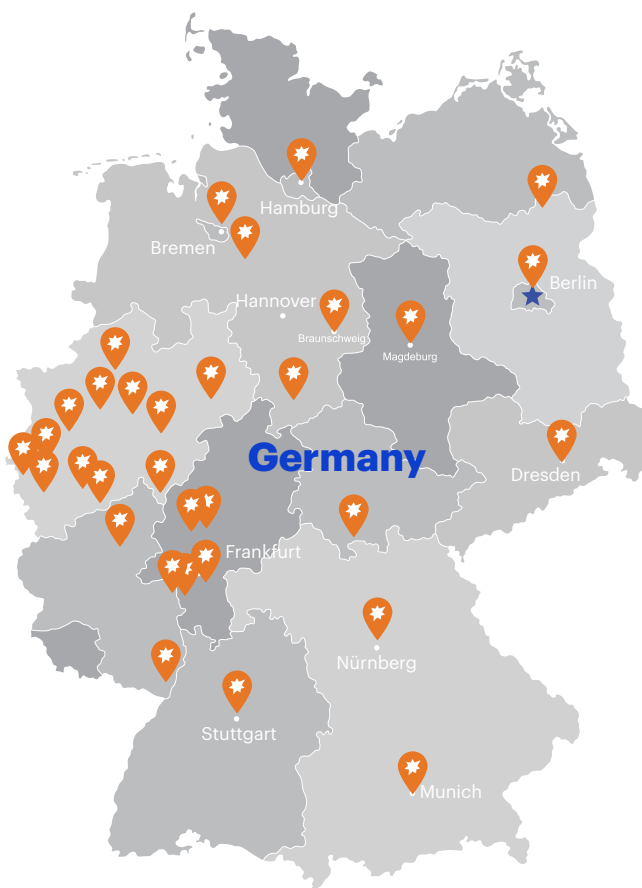 Hamburg
Bremen
Berlin
Hannover
Braunschweig
Magdeburg
Germany
Dresden
Frankfurt
Nürnberg
Stuttgart
Munich